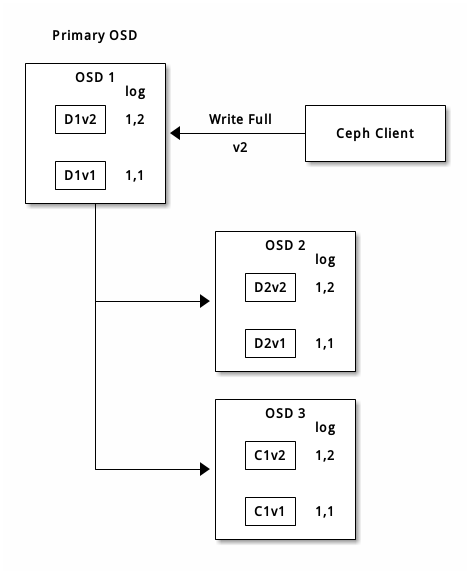 Primary OSD
OSD 1
log
D1v2 1,2
D1v1 1,1
Write Full
v2
Ceph Client
OSD 2
log
D2v2 1,2
D2v1 1,1
OSD 3
log
C1v2 1,2
C1v1 1,1